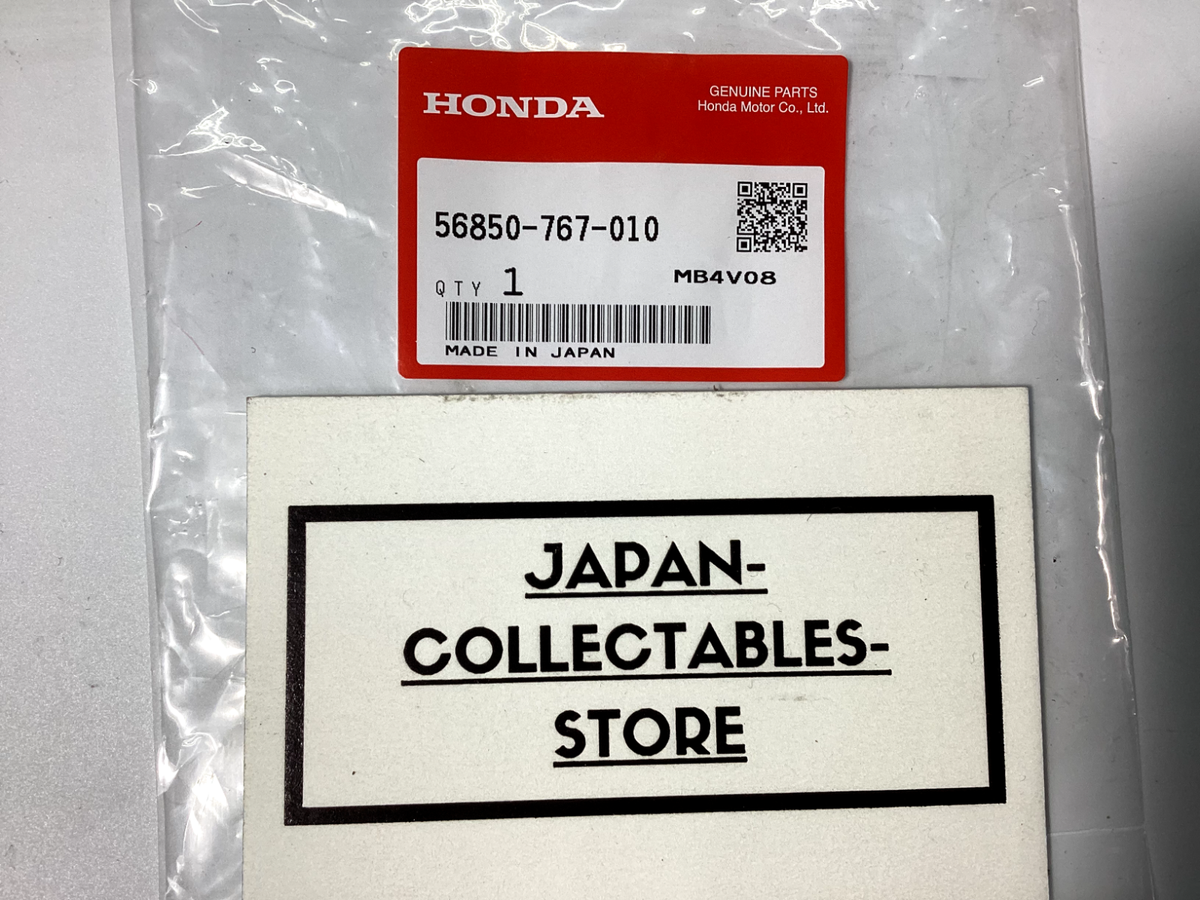 HONDA
GENUINE PARTS
Honda Motor Co., Ltd.
56850-767-010
QTY 1
MB4V08
MADE IN JAPAN
JAPAN-
COLLECTABLES-
STORE